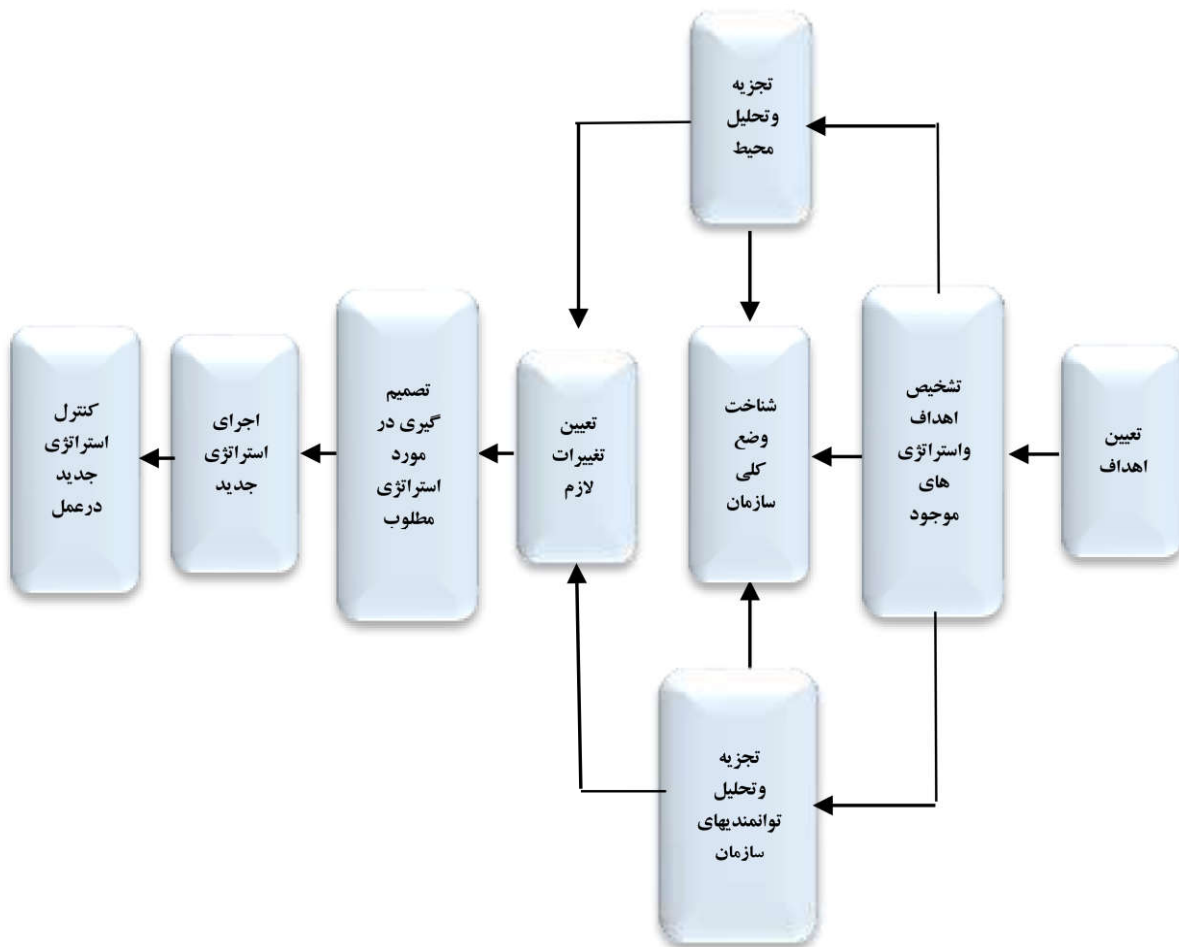 تعیین
اهداف
تشخیص
اهداف
واستراتژی
های
موجود
تجزیه
وتحلیل
محیط
شناخت
وضع
کلی
سازمان
تجزیه
وتحلیل
توانمندیهای
سازمان
تعیین
تغییرات
لازم
تصمیم
گیری در
مورد
استراتژی
مطلوب
اجرای
استراتژی
جدید
کنترل
استراتژی
جدید
درعمل